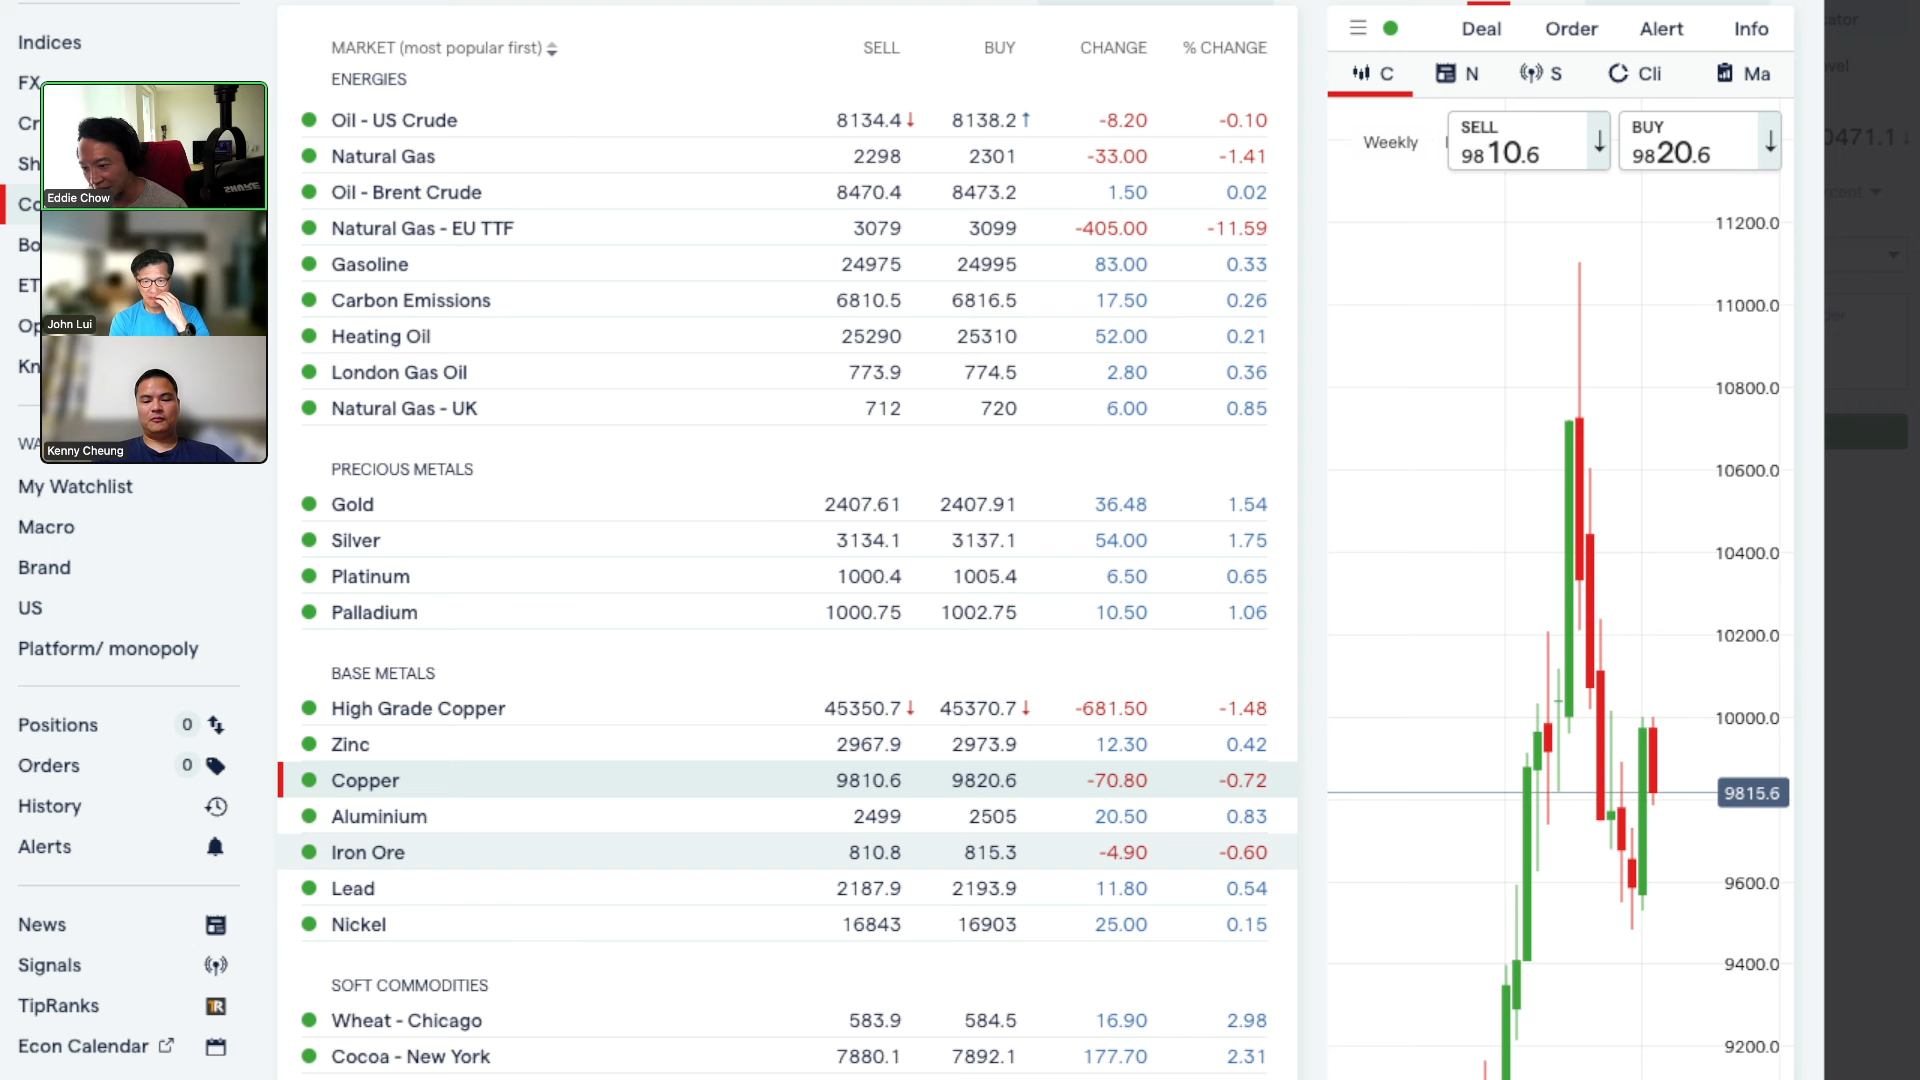 Indices
FX
Cr
Sh
Co
Bo
ET
Op
Kn
WA
Eddie Chow
SHURE
John Lui
Kenny Cheung
My Watchlist
Macro
Brand
US
Platform/ monopoly
Positions 0
Orders 0
History
Alerts
News
Signals
TipRanks TR
Econ Calendar
MARKET (most popular first) SELL BUY CHANGE % CHANGE
ENERGIES
Oil - US Crude 8134.4 8138.2 -8.20 -0.10
Natural Gas 2298 2301 -33.00 -1.41
Oil - Brent Crude 8470.4 8473.2 1.50 0.02
Natural Gas - EU TTF 3079 3099 -405.00 -11.59
Gasoline 24975 24995 83.00 0.33
Carbon Emissions 6810.5 6816.5 17.50 0.26
Heating Oil 25290 25310 52.00 0.21
London Gas Oil 773.9 774.5 2.80 0.36
Natural Gas - UK 712 720 6.00 0.85
PRECIOUS METALS
Gold 2407.61 2407.91 36.48 1.54
Silver 3134.1 3137.1 54.00 1.75
Platinum 1000.4 1005.4 6.50 0.65
Palladium 1000.75 1002.75 10.50 1.06
BASE METALS
High Grade Copper 45350.7 45370.7 -681.50 -1.48
Zinc 2967.9 2973.9 12.30 0.42
Copper 9810.6 9820.6 -70.80 -0.72
Aluminium 2499 2505 20.50 0.83
Iron Ore 810.8 815.3 -4.90 -0.60
Lead 2187.9 2193.9 11.80 0.54
Nickel 16843 16903 25.00 0.15
SOFT COMMODITIES
Wheat - Chicago 583.9 584.5 16.90 2.98
Cocoa - New York 7880.1 7892.1 177.70 2.31
Deal Order Alert Info
C N S Cli Ma
Weekly
SELL
9810.6
BUY
9820.6
11200.0
11000.0
10800.0
10600.0
10400.0
10200.0
10000.0
9815.6
9600.0
9400.0
9200.0